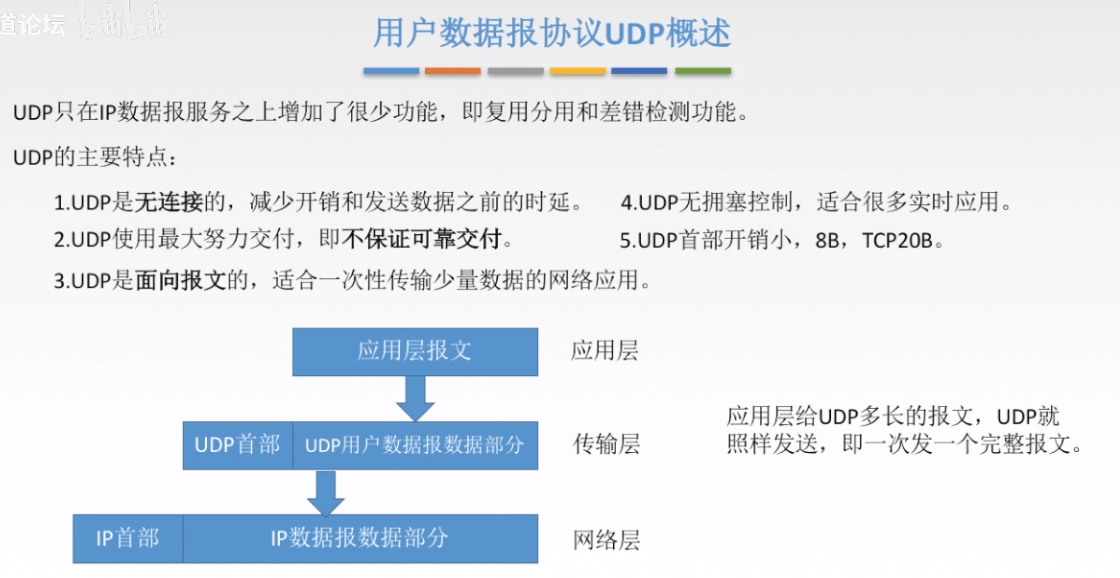 道论坛
用户数据报协议UDP概述
UDP只在IP数据报服务之上增加了很少功能，即复用分用和差错检测功能。
UDP的主要特点：
1.UDP是无连接的，减少开销和发送数据之前的时延。
2.UDP使用最大努力交付，即不保证可靠交付。
3.UDP是面向报文的，适合一次性传输少量数据的网络应用。
4.UDP无拥塞控制，适合很多实时应用。
5.UDP首部开销小，8B，TCP20B。
应用层报文 应用层
UDP首部 UDP用户数据报数据部分 传输层
IP首部 IP数据报数据部分 网络层
应用层给UDP多长的报文，UDP就
照样发送，即一次发一个完整报文。